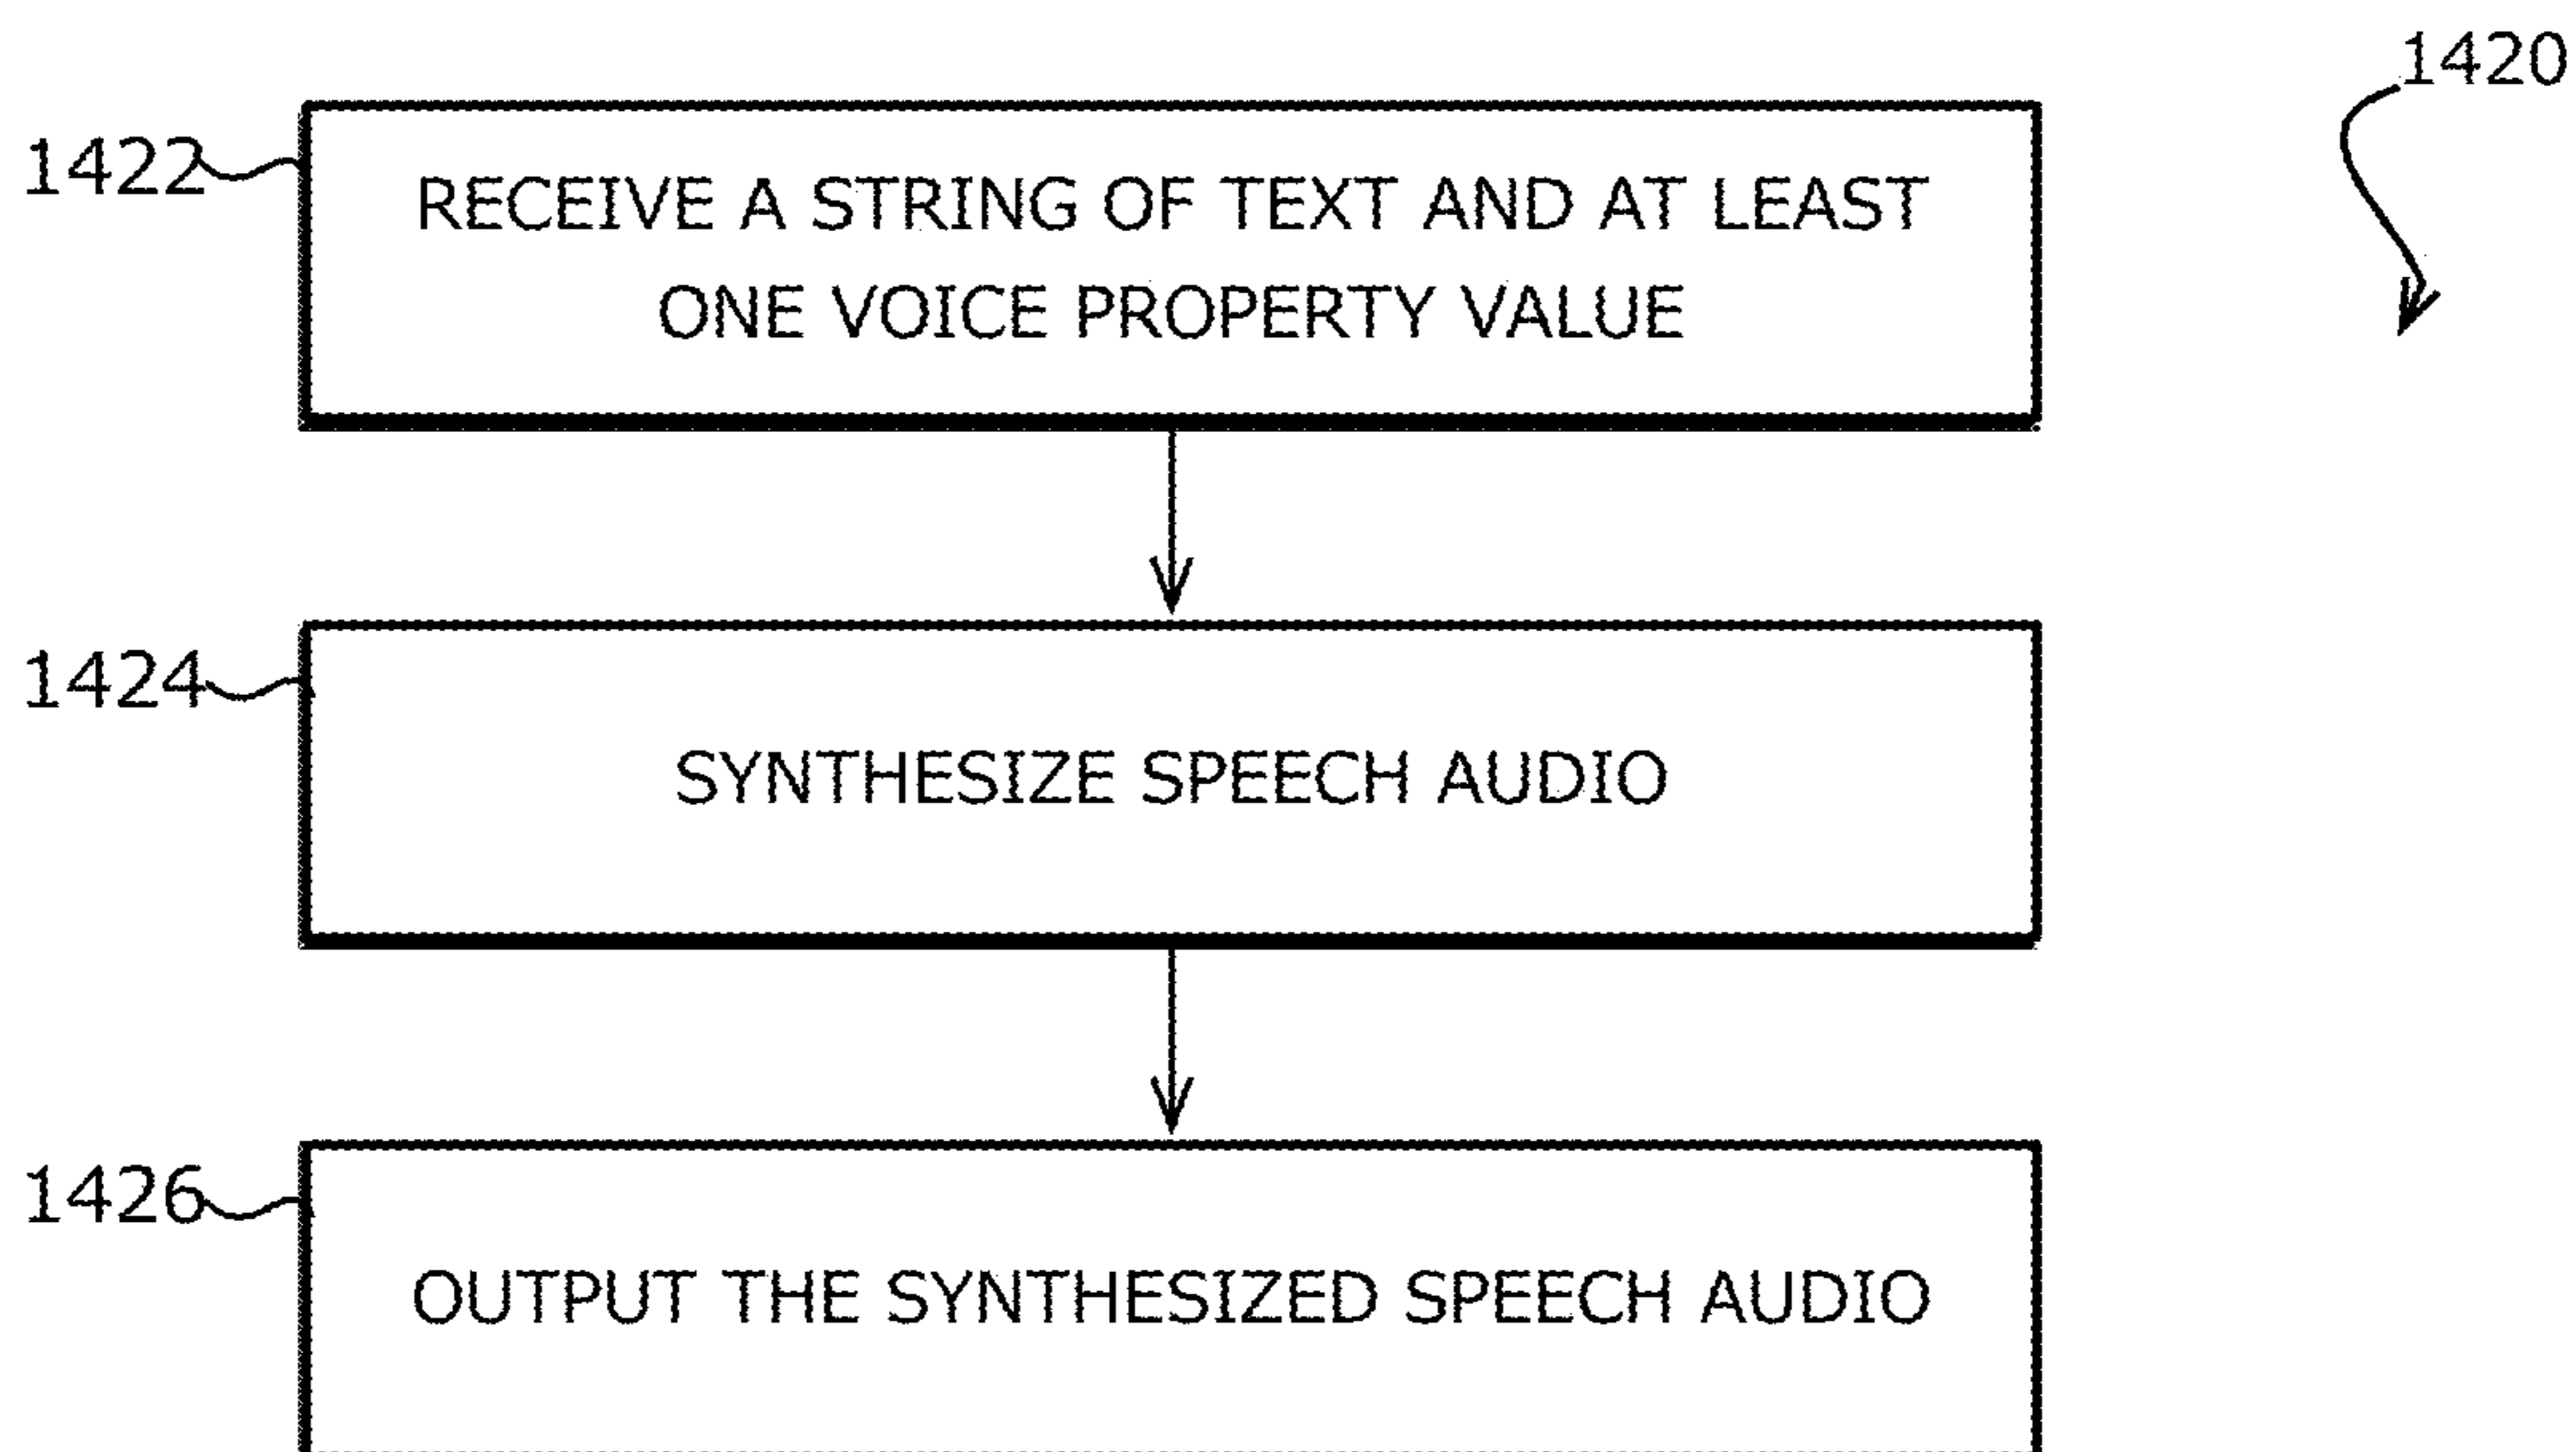 1420
1422
RECEIVE A STRING OF TEXT AND AT LEAST
ONE VOICE PROPERTY VALUE
1424
SYNTHESIZE SPEECH AUDIO
1426
OUTPUT THE SYNTHESIZED SPEECH AUDIO